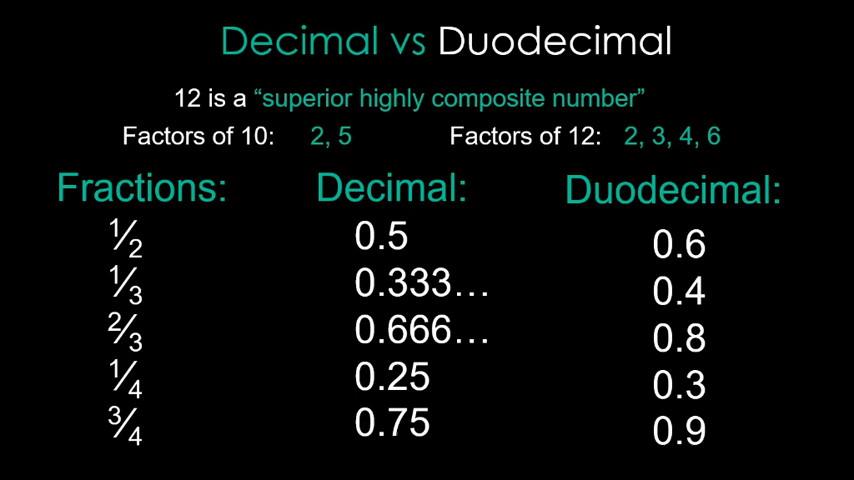 Decimal vs Duodecimal
12 is a “superior highly composite number”
Factors of 10: 2, 5 Factors of 12: 2, 3, 4, 6
Fractions: Decimal: Duodecimal:
½ 0.5 0.6
⅓ 0.333… 0.4
⅔ 0.666… 0.8
¼ 0.25 0.3
¾ 0.75 0.9